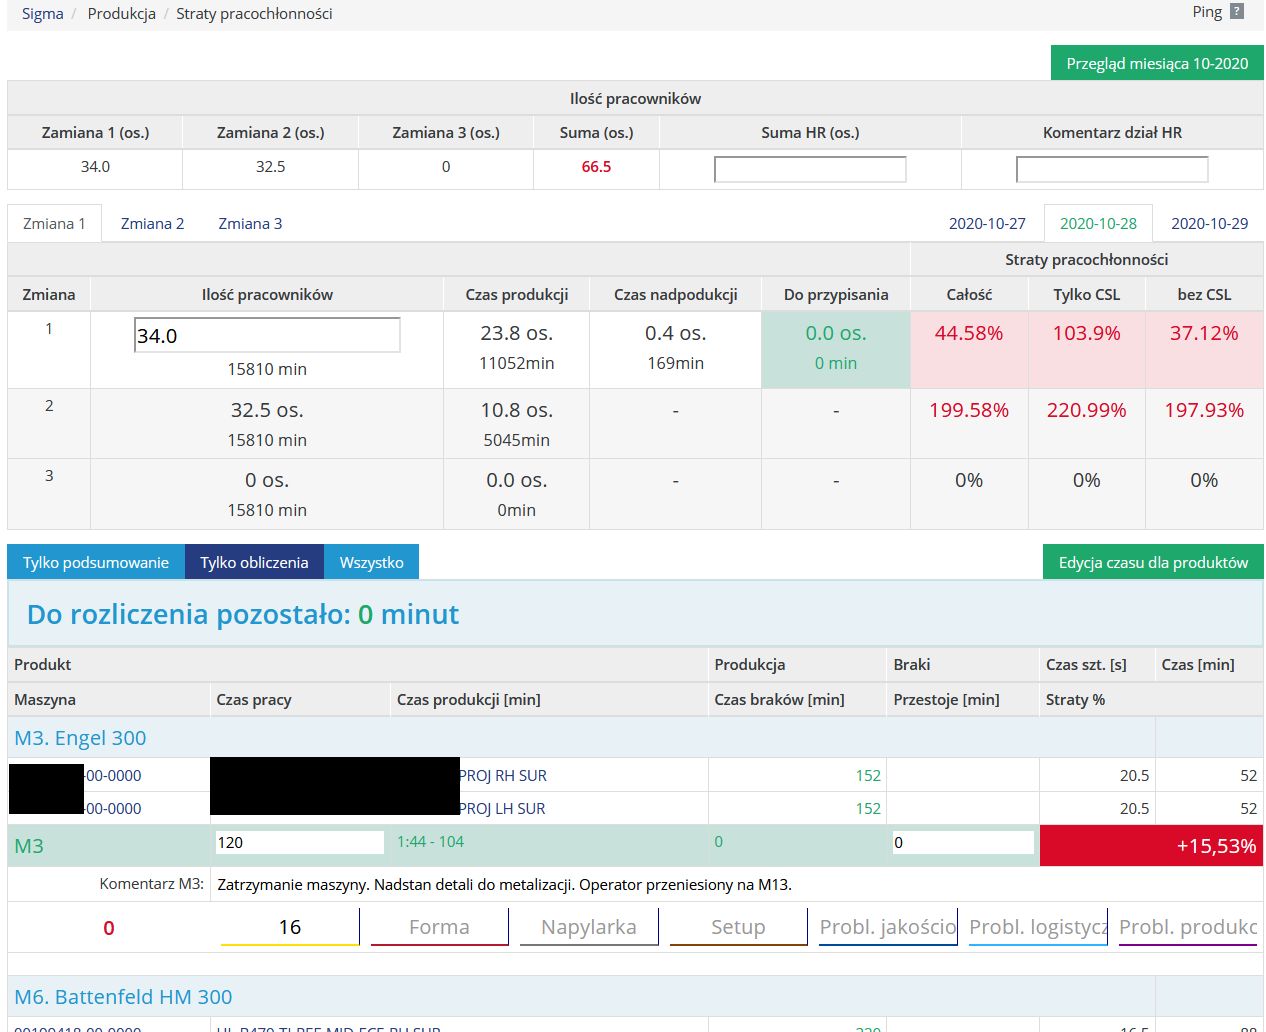 Sigma / Produkcja / Straty pracochłonności
Ping ?
Przegląd miesiąca 10-2020
Ilość pracowników
Zamiana 1 (os.) Zamiana 2 (os.) Zamiana 3 (os.) Suma (os.) Suma HR (os.) Komentarz dział HR
34.0 32.5 0 66.5
Zmiana 1 Zmiana 2 Zmiana 3 2020-10-27 2020-10-28 2020-10-29
Straty pracochłonności
Zmiana Ilość pracowników Czas produkcji Czas nadpodukcji Do przypisania Całość Tylko CSL bez CSL
1 34.0 23.8 os. 0.4 os. 0.0 os. 44.58% 103.9% 37.12%
15810 min 11052min 169min 0 min
2 32.5 os. 10.8 os. - - 199.58% 220.99% 197.93%
15810 min 5045min
3 0 os. 0.0 os. - - 0% 0% 0%
15810 min 0min
Tylko podsumowanie Tylko obliczenia Wszystko Edycja czasu dla produktów
Do rozliczenia pozostało: 0 minut
Produkt Produkcja Braki Czas szt. [s] Czas [min]
Maszyna Czas pracy Czas produkcji [min] Czas braków [min] Przestoje [min] Straty %
M3. Engel 300
-00-0000 PROJ RH SUR 152 20.5 52
-00-0000 PROJ LH SUR 152 20.5 52
M3 120 1:44 - 104 0 0 +15,53%
Komentarz M3: Zatrzymanie maszyny. Nadstan detali do metalizacji. Operator przeniesiony na M13.
0 16 Forma Napylarka Setup Probl. jakościo Probl. logistycz Probl. produkc
M6. Battenfeld HM 300